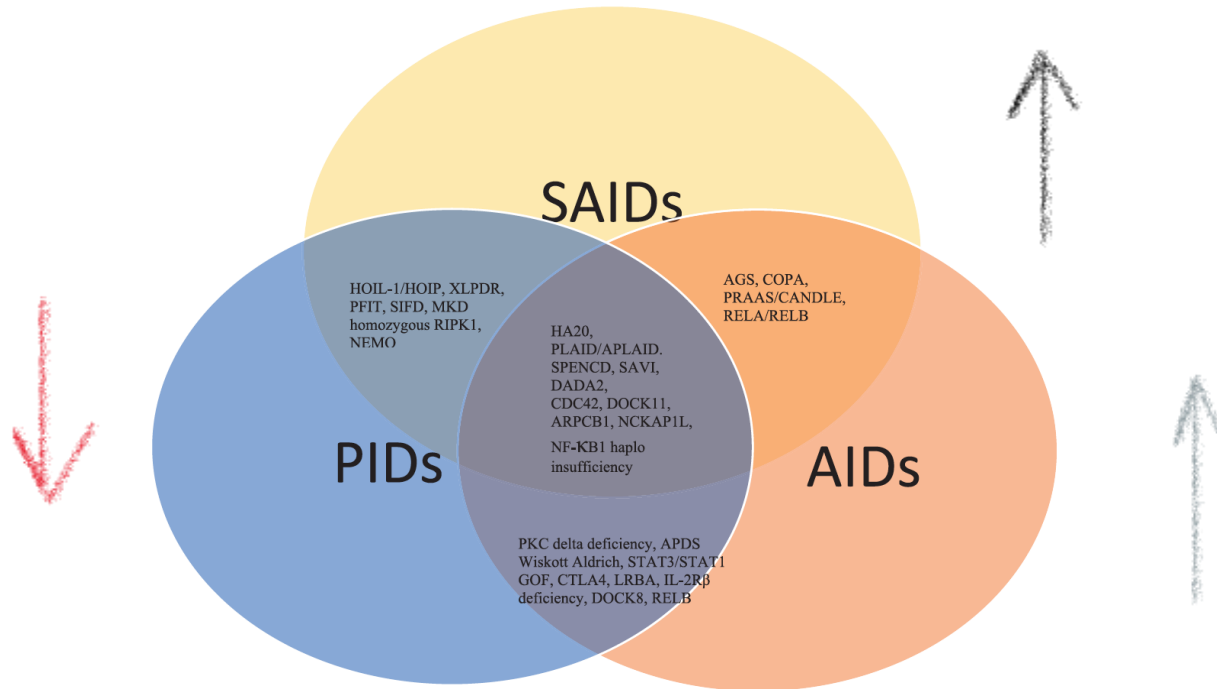 SAIDs
HOIL-1/HOIP, XLPDR,
PFIT, SIFD, MKD
homozygous RIPK1,
NEMO
AGS, COPA,
PRAAS/CANDLE,
RELA/RELB
HA20,
PLAID/APLAID.
SPENCD, SAVI,
DADA2,
CDC42, DOCK11,
ARPCB1, NCKAP1L,
NF-κB1 haplo
insufficiency
PIDs
AIDs
PKC delta deficiency, APDS
Wiskott Aldrich, STAT3/STAT1
GOF, CTLA4, LRBA, IL-2Rβ
deficiency, DOCK8, RELB